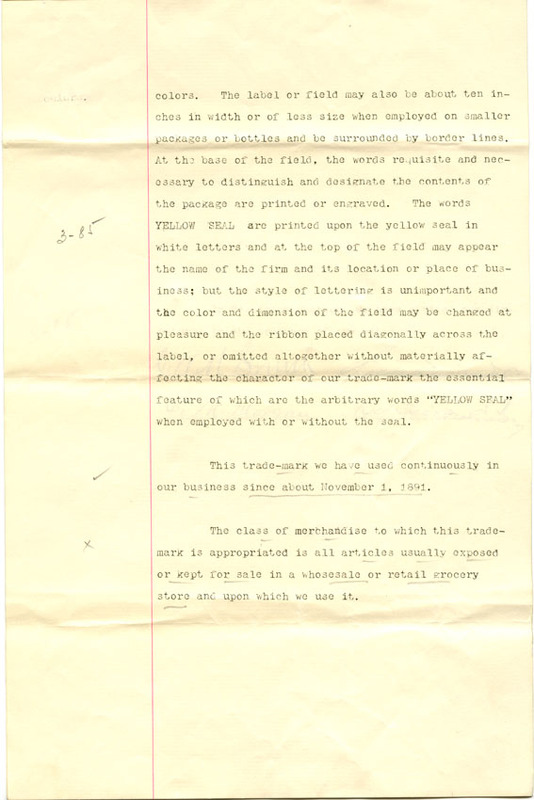 colors. The label or field may also be about ten in-
ches in width or of less size when employed on smaller
packages or bottles and be surrounded by border lines.
At the base of the field, the words requisite and nec-
essary to distinguish and designate the contents of
the package are printed or engraved. The words
YELLOW SEAL are printed upon the yellow seal in
3-85
white letters and at the top of the field may appear
the name of the firm and its location or place of bus-
iness; but the style of lettering is unimportant and
the color and dimension of the field may be changed at
pleasure and the ribbon placed diagonally across the
label, or omitted altogether without materially af-
fecting the character of our trade-mark the essential
feature of which are the arbitrary words "YELLOW SEAL"
when employed with or without the seal.
This trade-mark we have used continuously in
our business since about November 1, 1891.
The class of merchandise to which this trade-
mark is appropriated is all articles usually exposed
or kept for sale in a whosesale or retail grocery
store and upon which we use it.